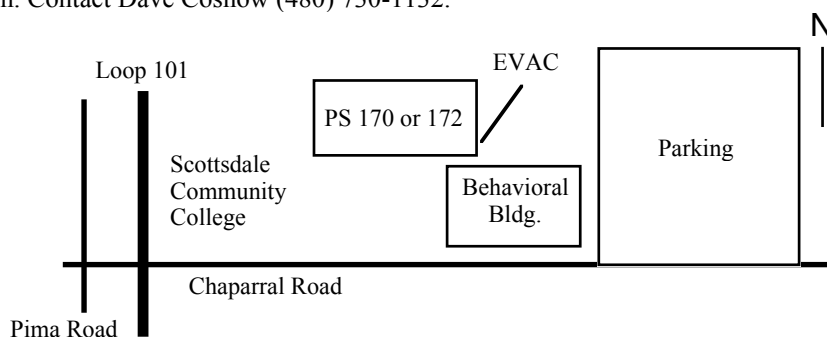 Contact Dave Coshow (480) 730-1132.
N
Loop 101
EVAC
PS 170 or 172
Parking
Scottsdale
Community
College
Behavioral
Bldg.
Chaparral Road
Pima Road